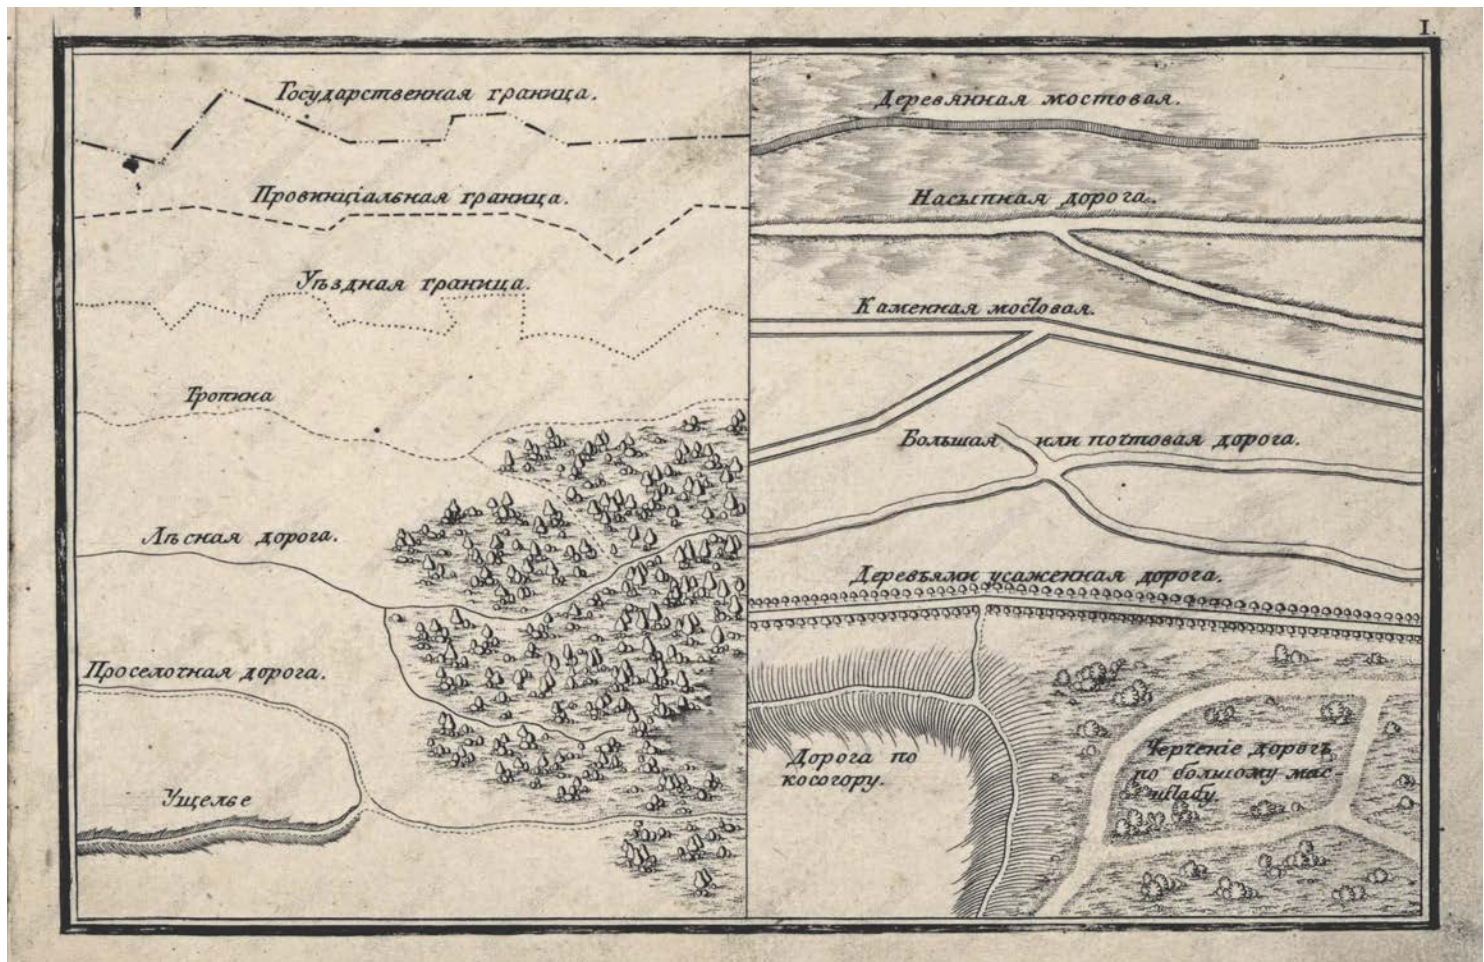 I.
Государственная граница.
Провинціальная граница.
Уѣздная граница.
Тропина
Лѣсная дорога.
Проселочная дорога.
Ущелье
Деревянная мостовая.
Насыпная дорога.
Каменная мостовая.
Большая или почтовая дорога.
Деревьями усаженная дорога.
Дорога по
косогору.
Черченіе дорогъ
по большому мас-
штабу.